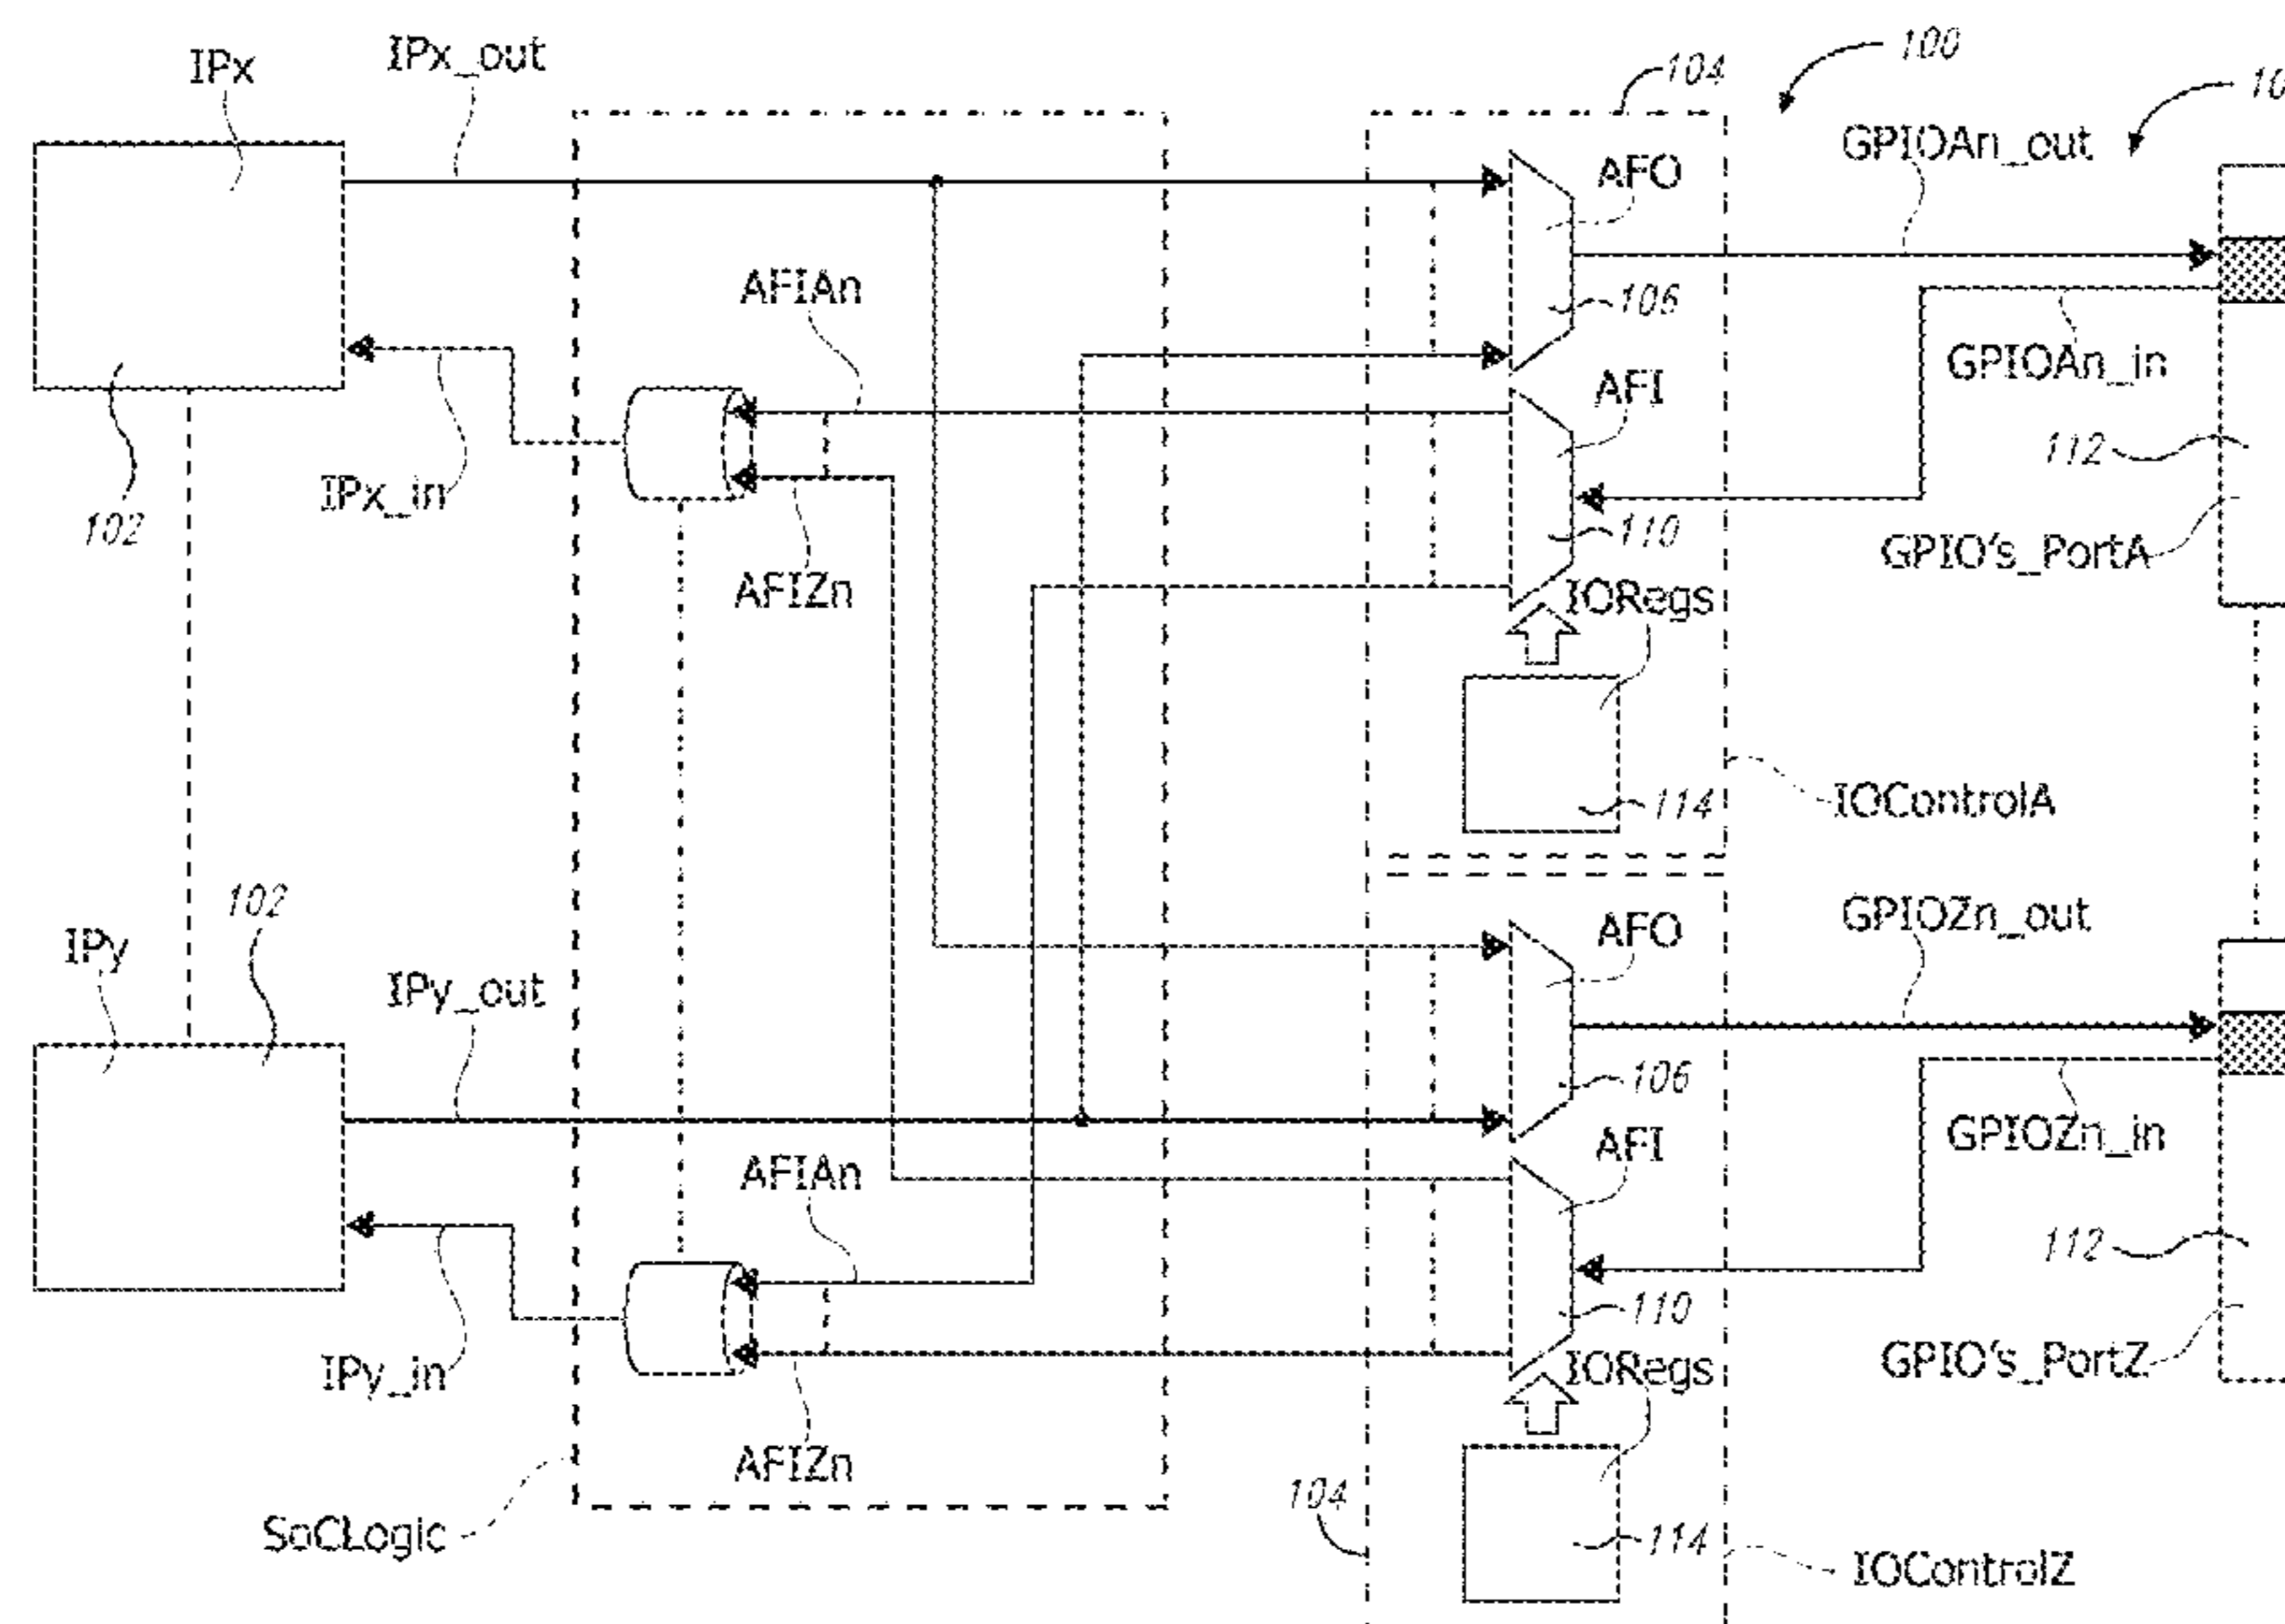 IPx
IPx_out
104
100
AFO
GPIOAn_out
AFIAn
106
GPIOAn_in
AFI
112
IPx_in
102
110
GPIO's_PortA
AFIZn
IORegs
114
IOControlA
102
IPy
IPy_out
AFO
GPIOZn_out
106
GPIOZn_in
AFI
AFIAn
112
110
IPy_in
IORegs
GPIO's_PortZ
AFIZn
104
SoCLogic
114
IOControlZ